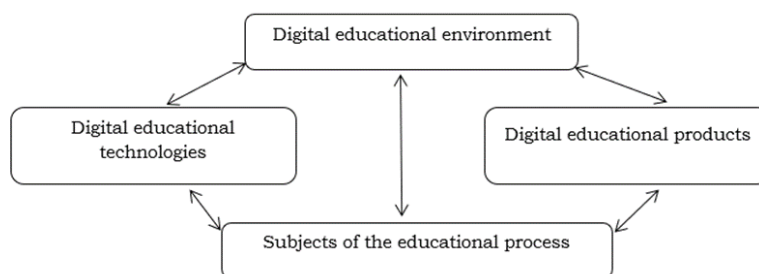 Digital educational environment
Digital educational
technologies
Digital educational products
Subjects of the educational process